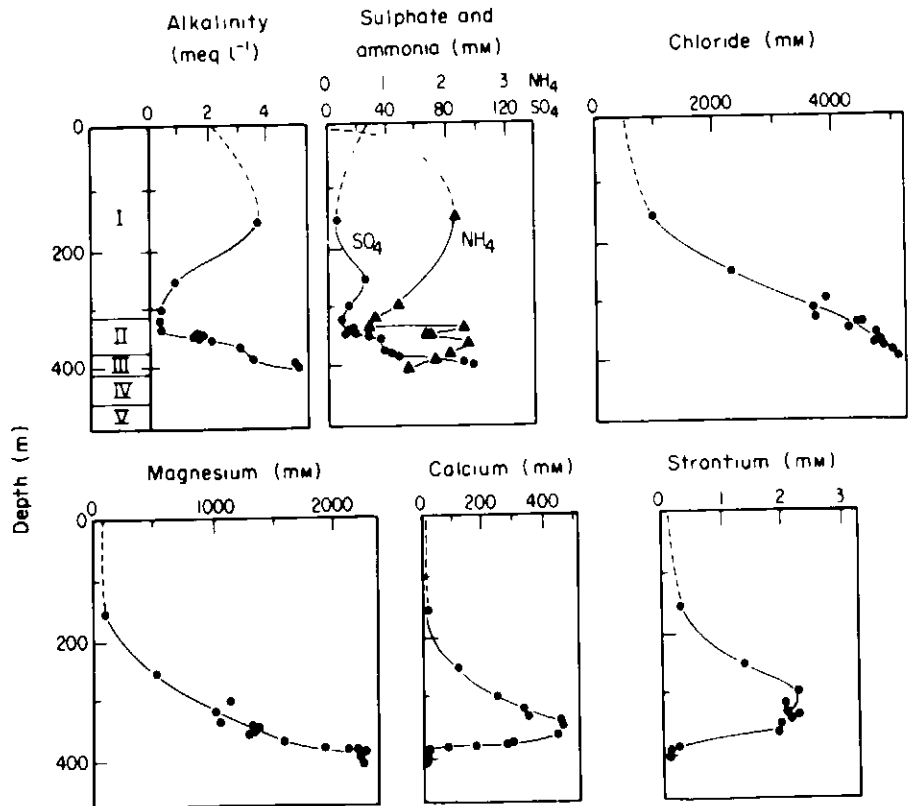 Alkalinity
(meq l⁻¹)
0 2 4
Sulphate and
ammonia (mM)
0 1 2 3 NH₄
0 40 80 120 SO₄
Chloride (mM)
0 2000 4000
0
200
400
I
II
III
IV
V
SO₄
NH₄
Depth (m)
Magnesium (mM)
0 1000 2000
Calcium (mM)
0 200 400
Strontium (mM)
0 2 3
0
200
400